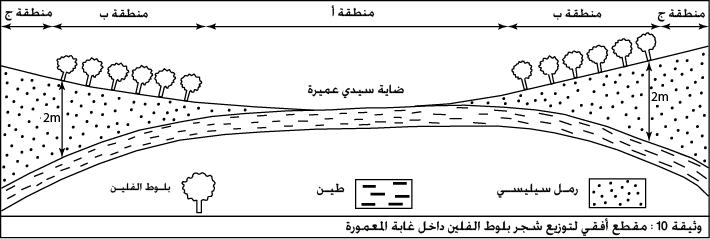 منطقة ج
منطقة ب
منطقة أ
منطقة ب
منطقة ج
ضاية سيدي عميرة
2m
2m
رمل سيليسي
طين
بلوط الفلين
وثيقة 10 : مقطع أفقي لتوزيع شجر بلوط الفلين داخل غابة المعمورة